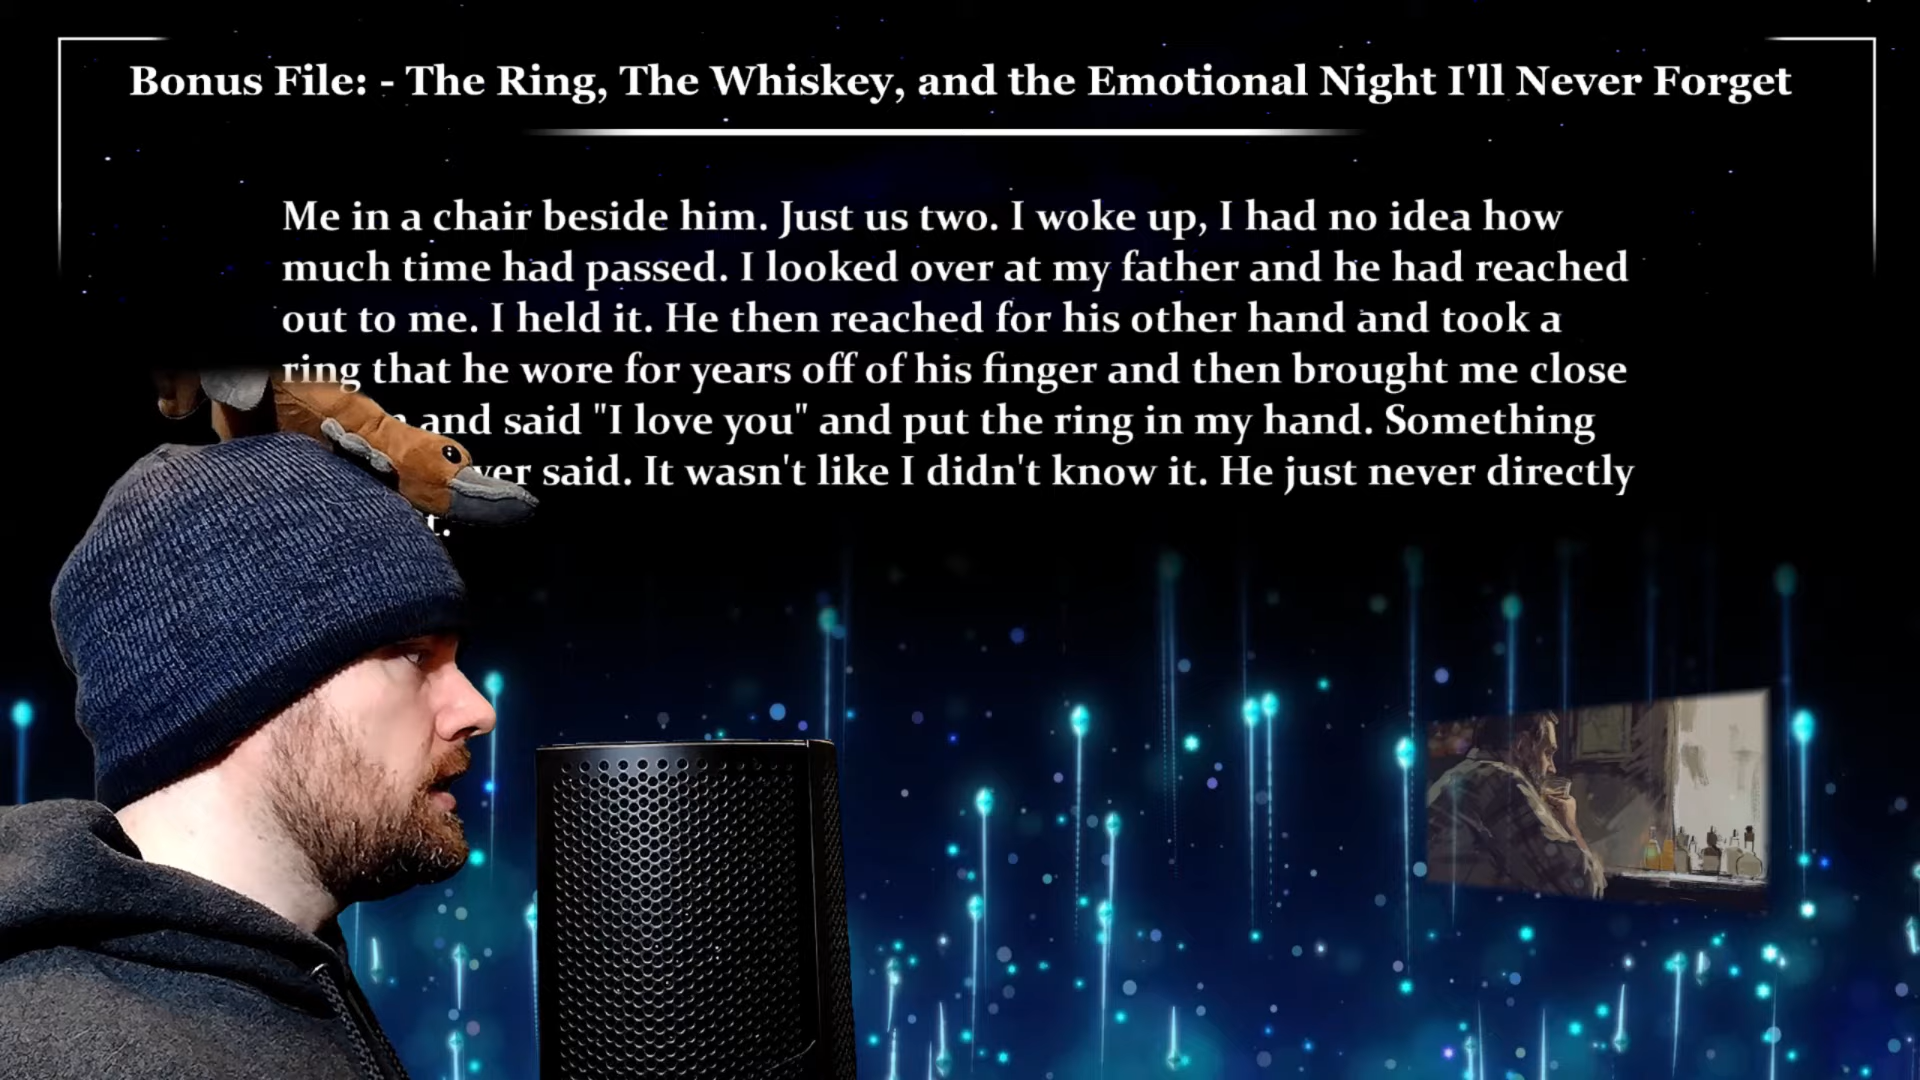 Bonus File: - The Ring, The Whiskey, and the Emotional Night I'll Never Forget
Me in a chair beside him. Just us two. I woke up, I had no idea how
much time had passed. I looked over at my father and he had reached
out to me. I held it. He then reached for his other hand and took a
ring that he wore for years off of his finger and then brought me close
and said "I love you" and put the ring in my hand. Something
said. It wasn't like I didn't know it. He just never directly